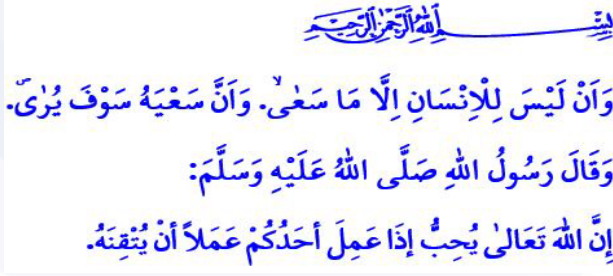 بِسْمِ اللّٰهِ الرَّحْمٰنِ الرَّحٖيمِ
وَاَنْ لَيْسَ لِلْاِنْسَانِ اِلَّا مَا سَعٰىۙ. وَاَنَّ سَعْيَهُ سَوْفَ يُرٰىۖ.
وَقَالَ رَسُولُ اللّٰهِ صَلَّى اللّٰهُ عَلَيْهِ وَسَلَّمَ:
إِنَّ اللّٰهَ تَعَالٰى يُحِبُّ إِذَا عَمِلَ أَحَدُكُمْ عَمَلاً أَنْ يُتْقِنَهُ.